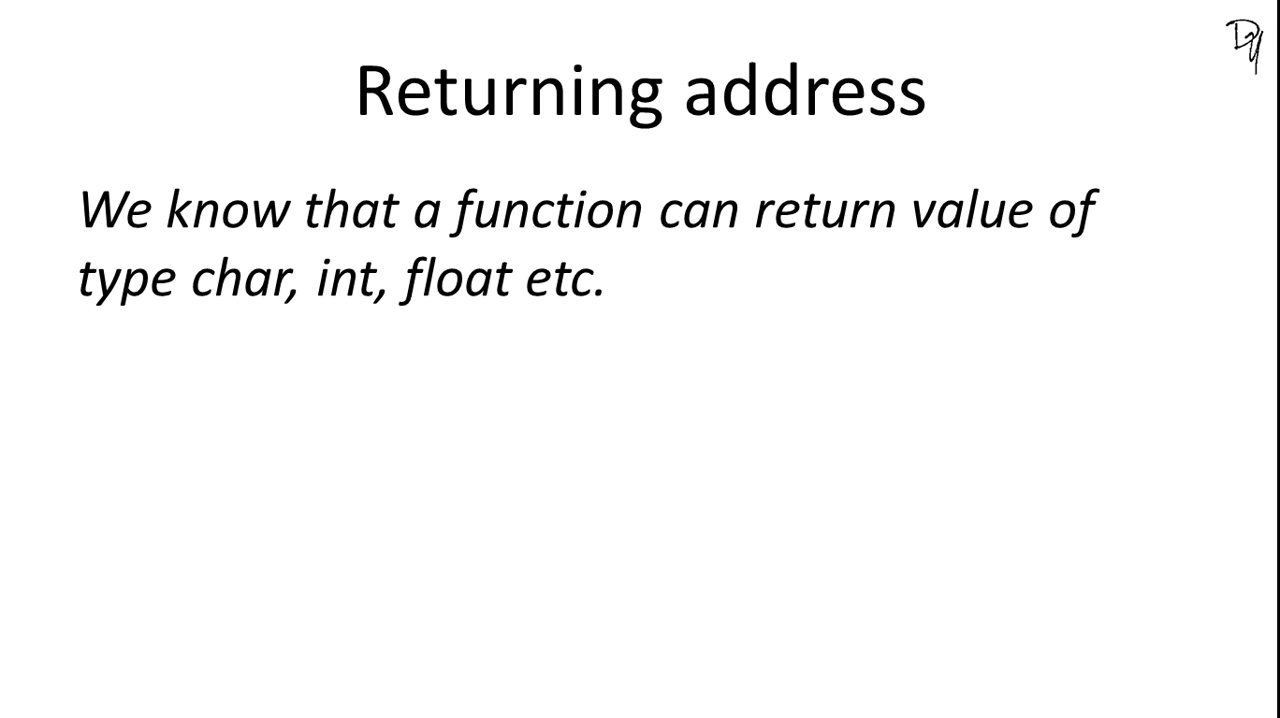 Returning address
We know that a function can return value of
type char, int, float etc.